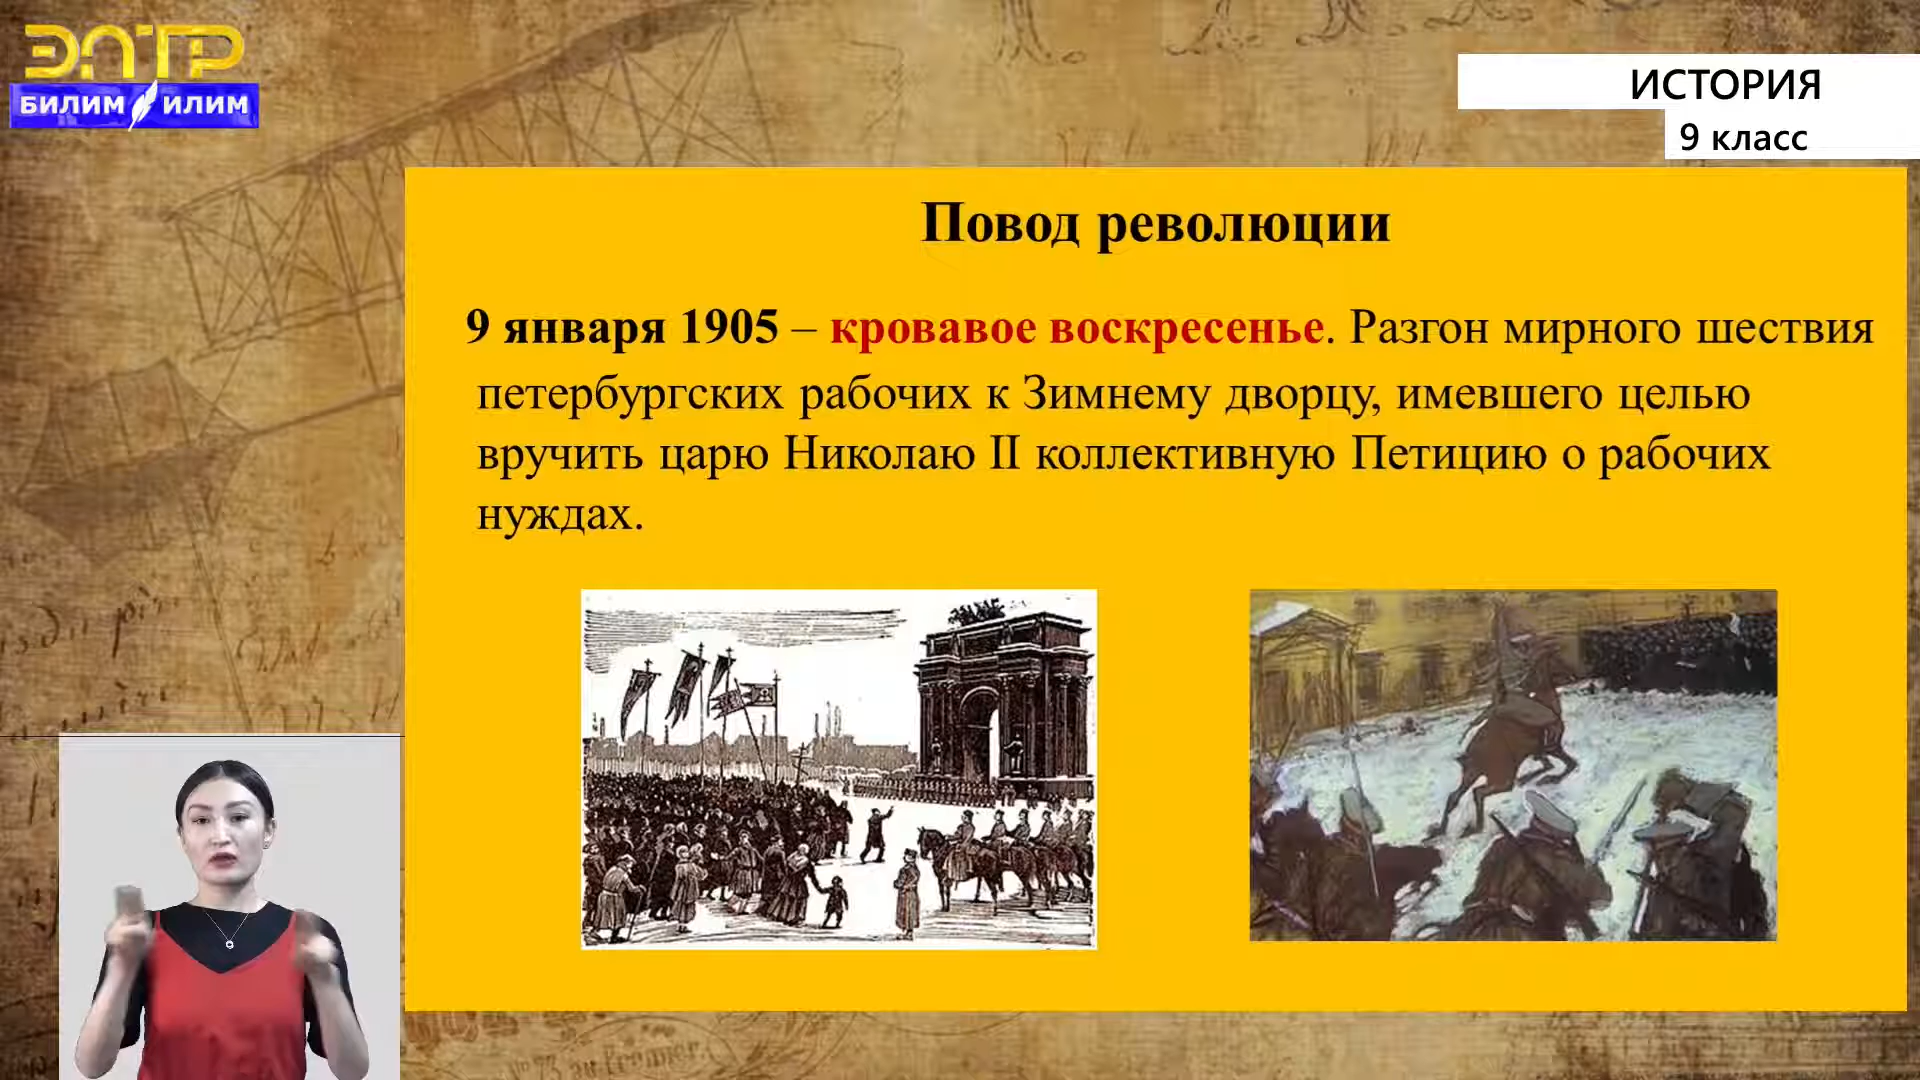 ЭЛТР
БИЛИМ ИЛИМ
ИСТОРИЯ
9 класс
Повод революции
9 января 1905 – кровавое воскресенье. Разгон мирного шествия
петербургских рабочих к Зимнему дворцу, имевшего целью
вручить царю Николаю II коллективную Петицию о рабочих
нуждах.